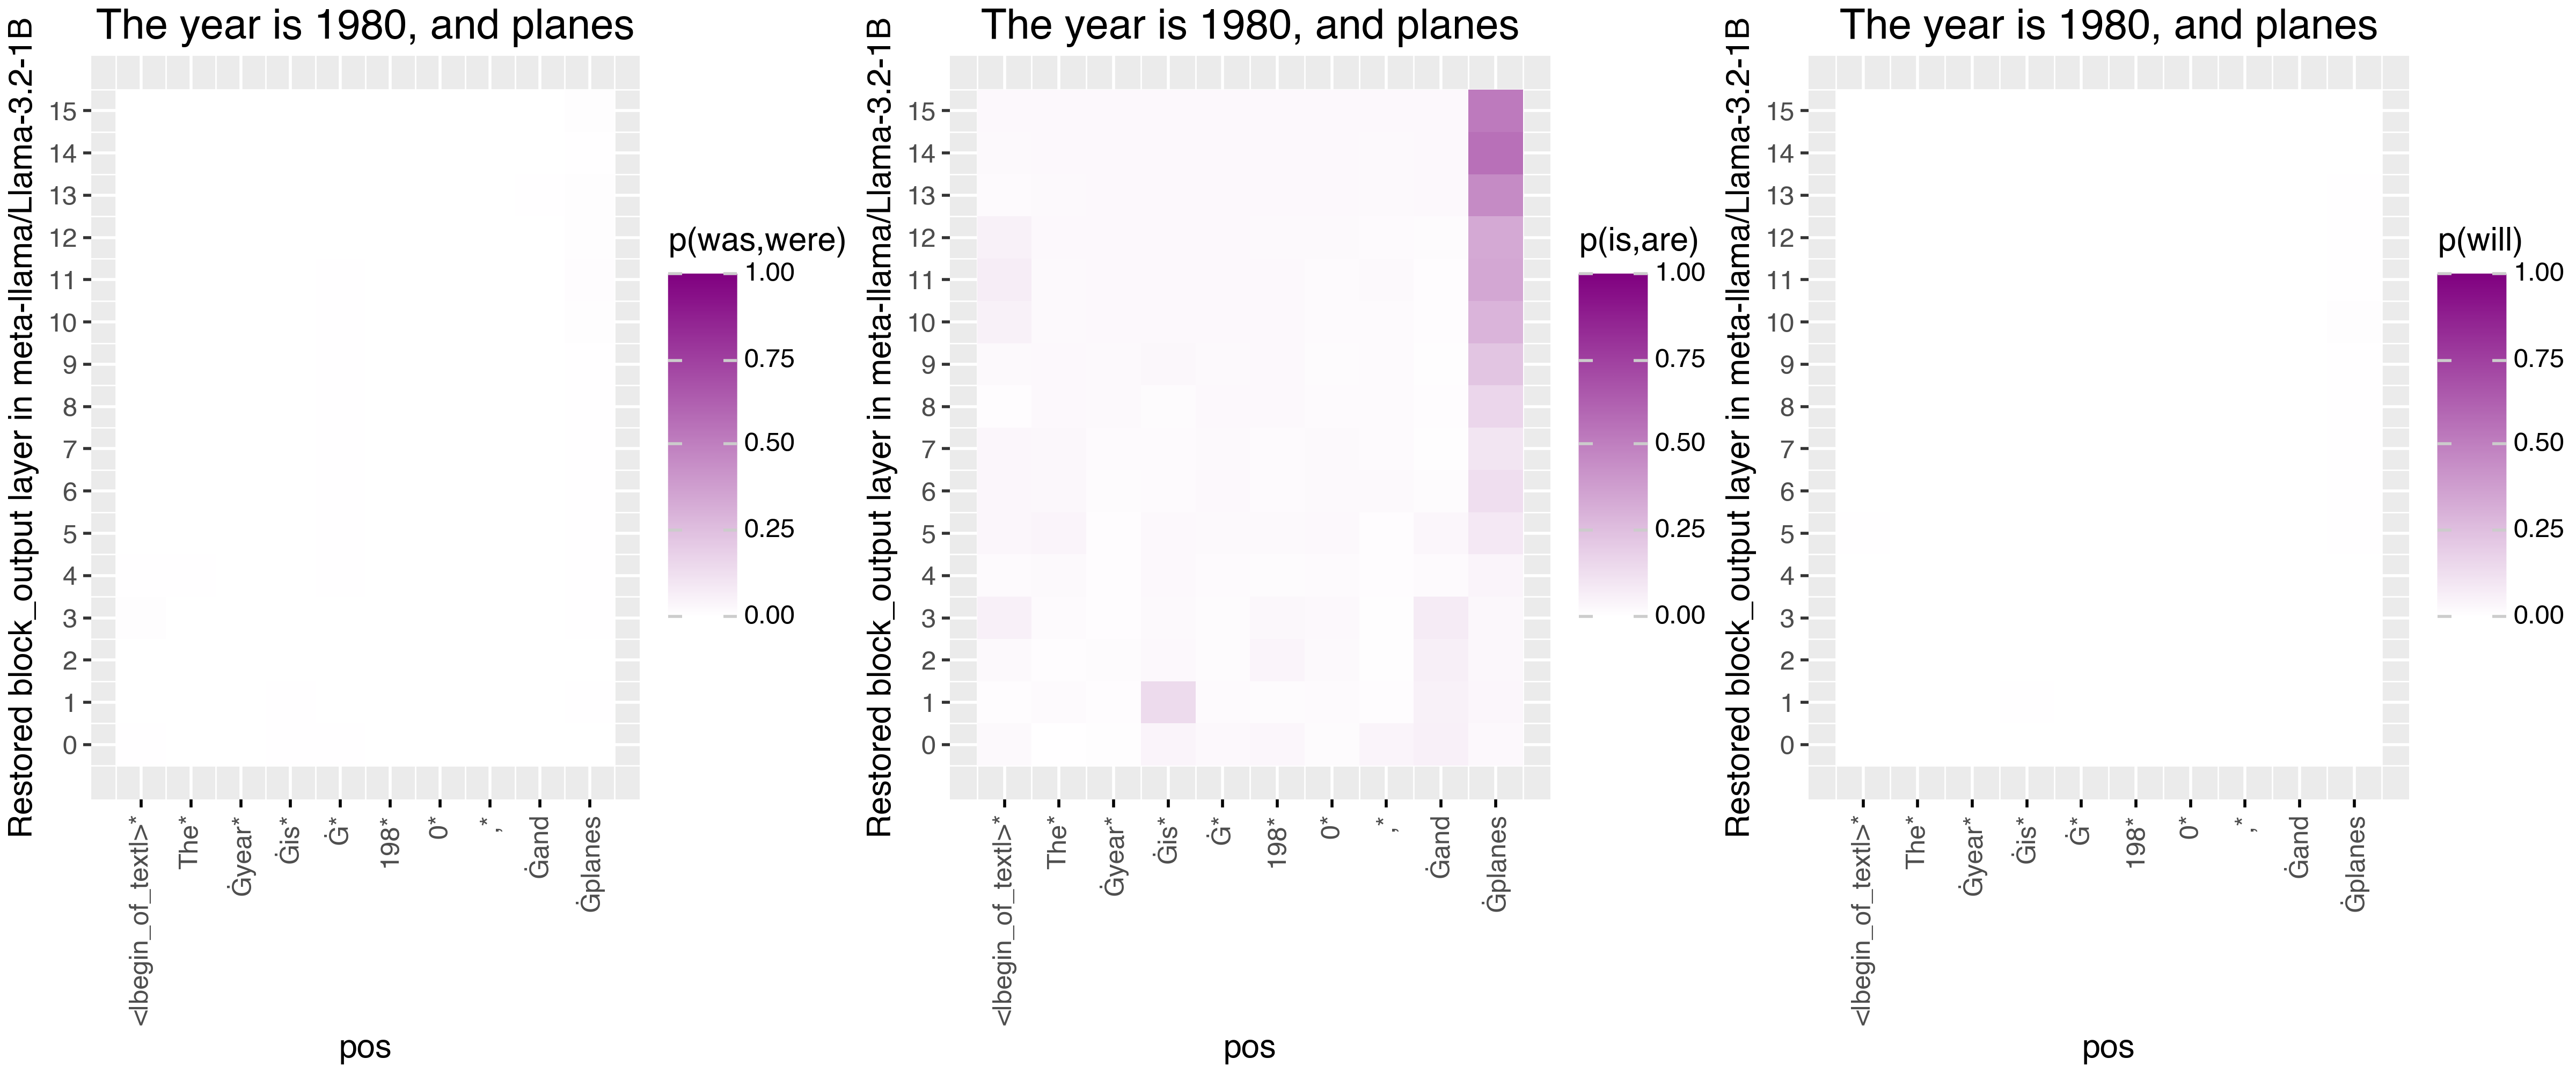 The year is 1980, and planes
Restored block_output layer in meta-llama/Llama-3.2-1B
15
14
13
12
11
10
9
8
7
6
5
4
3
2
1
0
<|begin_of_text|>*
The*
Ġyear*
Ġis*
Ġ*
198*
0*
,*
Ġand
Ġplanes
pos
p(was,were)
1.00
0.75
0.50
0.25
0.00
The year is 1980, and planes
Restored block_output layer in meta-llama/Llama-3.2-1B
15
14
13
12
11
10
9
8
7
6
5
4
3
2
1
0
<|begin_of_text|>*
The*
Ġyear*
Ġis*
Ġ*
198*
0*
,*
Ġand
Ġplanes
pos
p(is,are)
1.00
0.75
0.50
0.25
0.00
The year is 1980, and planes
Restored block_output layer in meta-llama/Llama-3.2-1B
15
14
13
12
11
10
9
8
7
6
5
4
3
2
1
0
<|begin_of_text|>*
The*
Ġyear*
Ġis*
Ġ*
198*
0*
,*
Ġand
Ġplanes
pos
p(will)
1.00
0.75
0.50
0.25
0.00